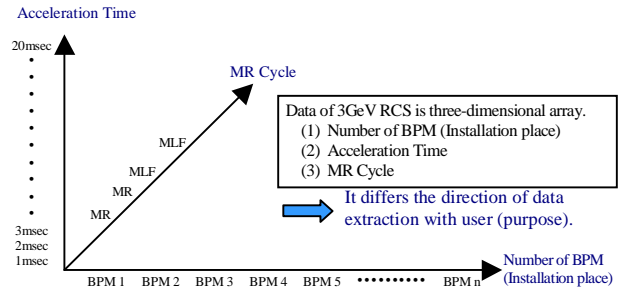 Acceleration Time
20msec
MR Cycle
Data of 3GeV RCS is three-dimensional array.
(1) Number of BPM (Installation place)
(2) Acceleration Time
(3) MR Cycle
MLF
MLF
MR
MR
It differs the direction of data
extraction with user (purpose).
3msec
2msec
1msec
Number of BPM
(Installation place)
BPM 1 BPM 2 BPM 3 BPM 4 BPM 5 BPM n